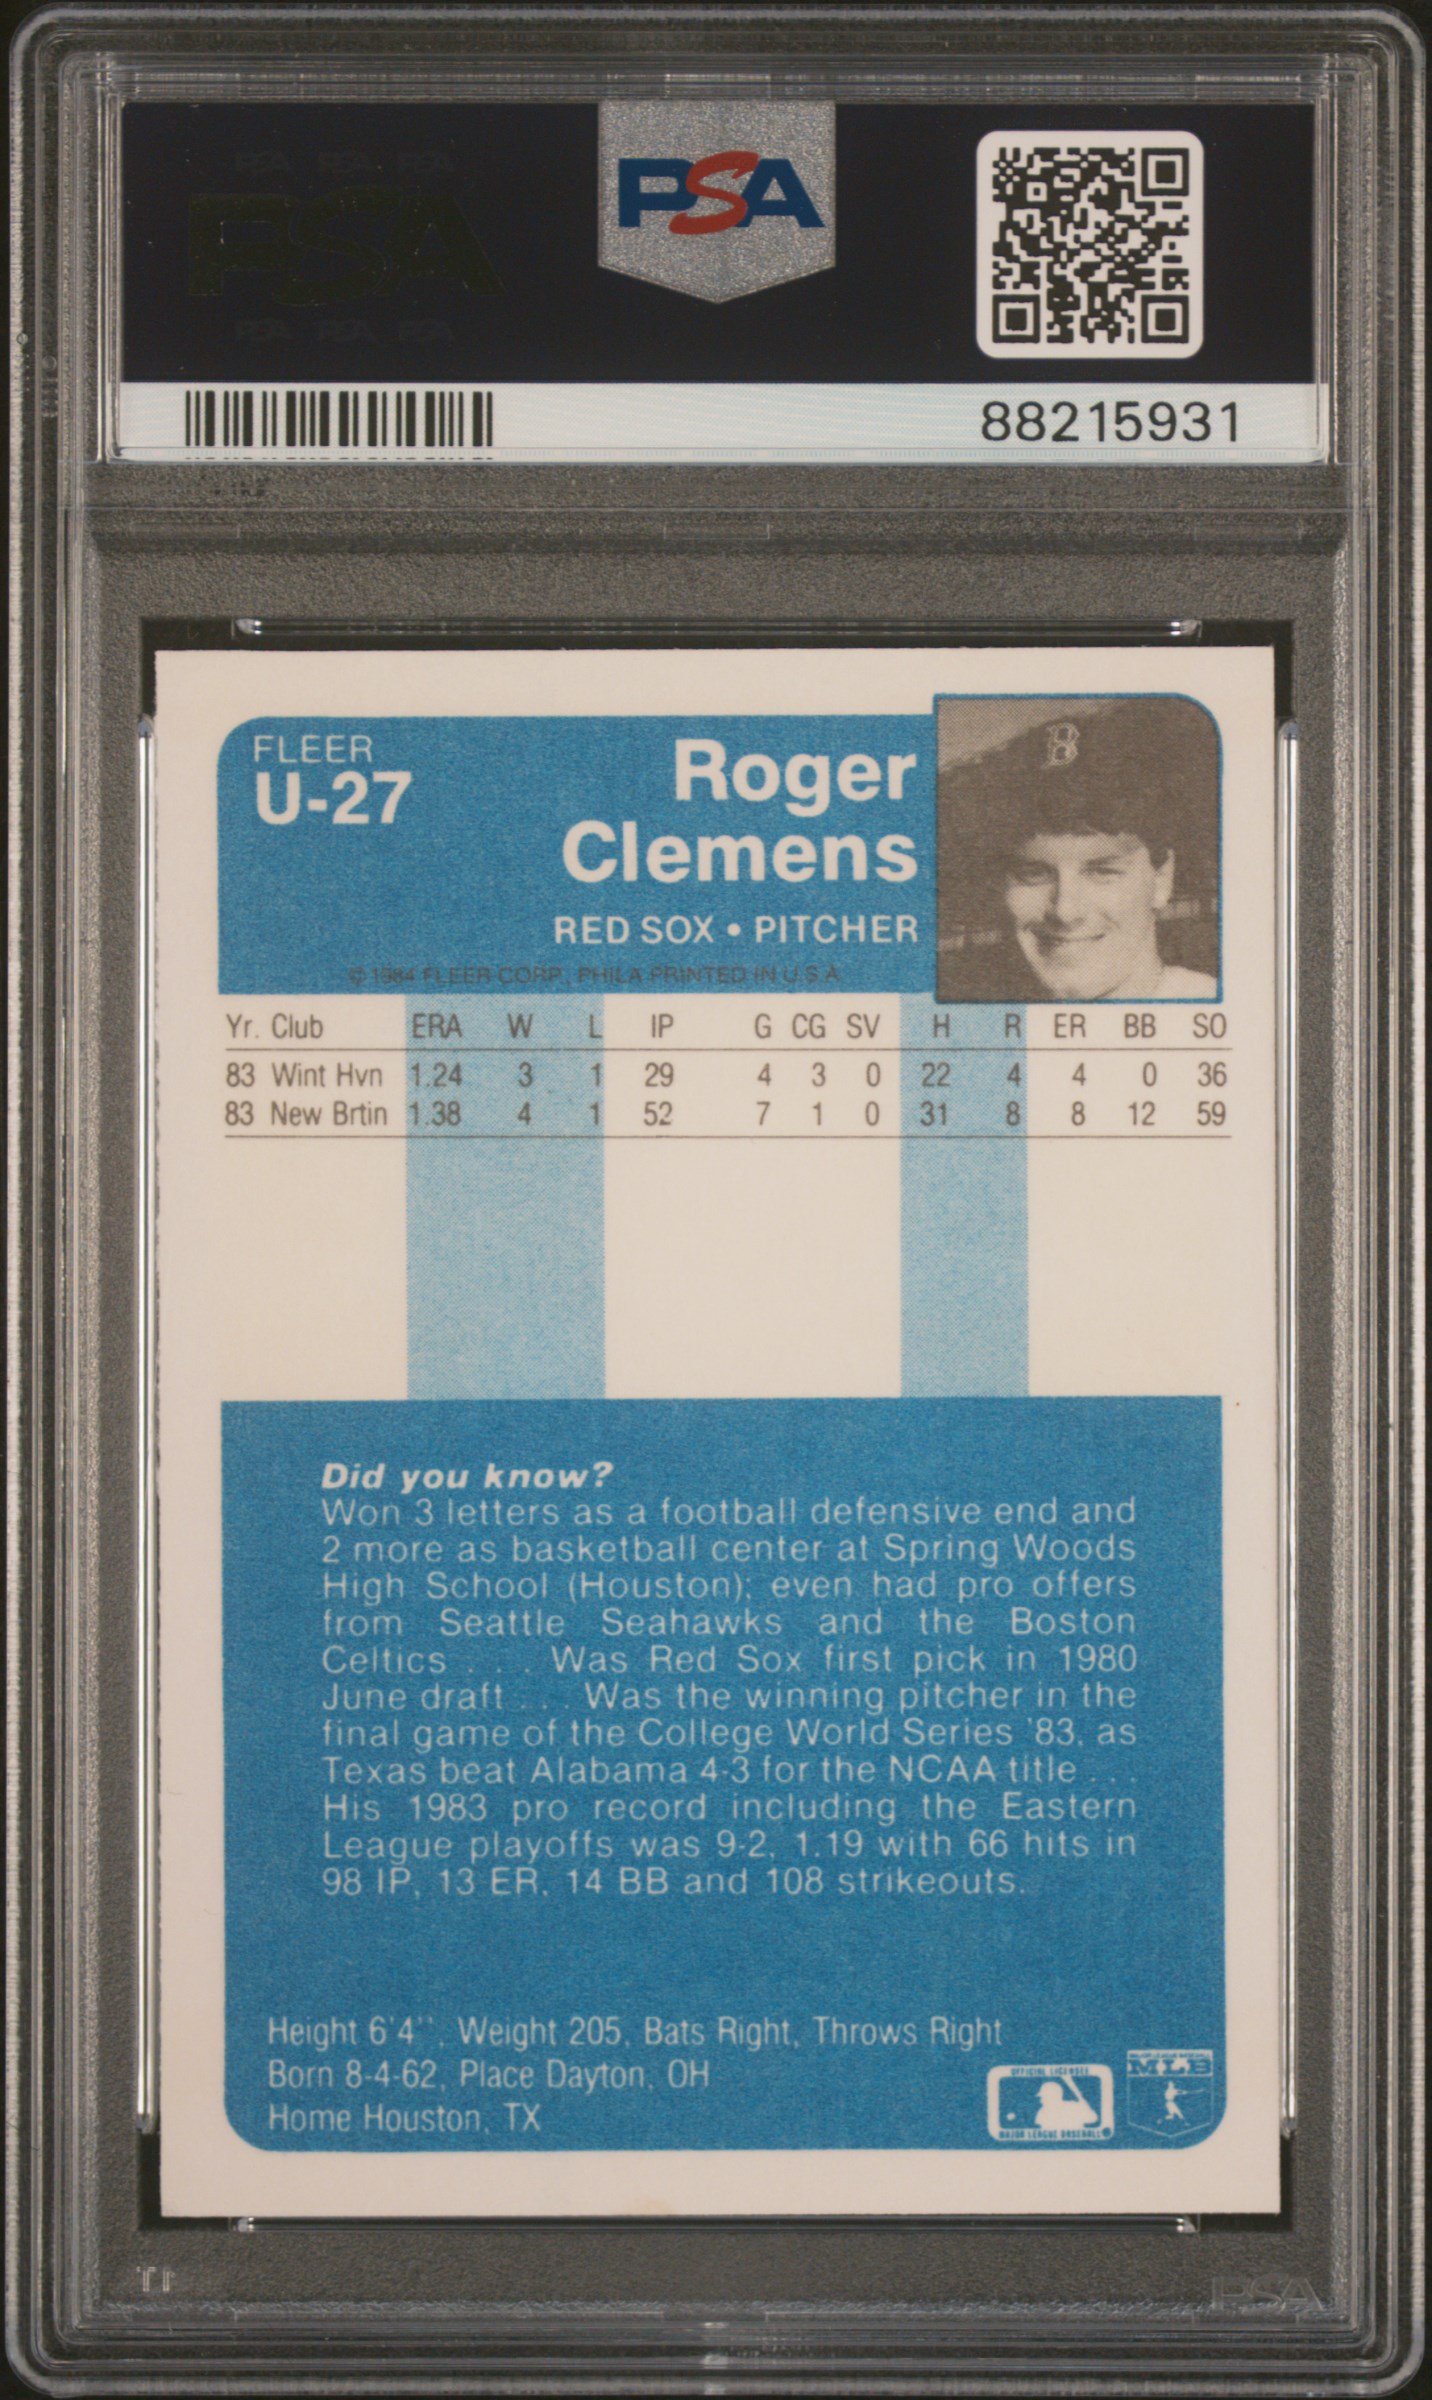 PSA
88215931
FLEER
U-27
Roger
Clemens
RED SOX • PITCHER
© 1984 FLEER CORP. PHILA PRINTED IN U.S.A.
B
Yr. Club ERA W L IP G CG SV H R ER BB SO
83 Wint Hvn 1.24 3 1 29 4 3 0 22 4 4 0 36
83 New Brtin 1.38 4 1 52 7 1 0 31 8 8 12 59
Did you know?
Won 3 letters as a football defensive end and
2 more as basketball center at Spring Woods
High School (Houston); even had pro offers
from Seattle Seahawks and the Boston
Celtics . . . Was Red Sox first pick in 1980
June draft . . . Was the winning pitcher in the
final game of the College World Series '83, as
Texas beat Alabama 4-3 for the NCAA title . . .
His 1983 pro record including the Eastern
League playoffs was 9-2, 1.19 with 66 hits in
98 IP, 13 ER, 14 BB and 108 strikeouts.
Height 6'4'', Weight 205, Bats Right, Throws Right
Born 8-4-62, Place Dayton, OH
Home Houston, TX
OFFICIAL LICENSEE
MAJOR LEAGUE BASEBALL
MLB
PSA